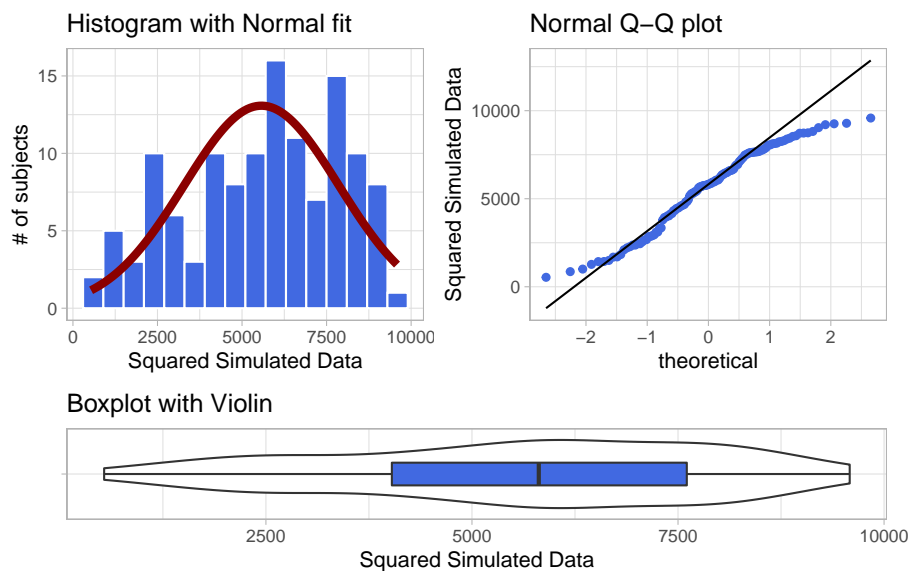 Histogram with Normal fit
# of subjects
15
10
5
0
0 2500 5000 7500 10000
Squared Simulated Data
Normal Q−Q plot
Squared Simulated Data
10000
5000
0
−2 −1 0 1 2
theoretical
Boxplot with Violin
2500 5000 7500 10000
Squared Simulated Data